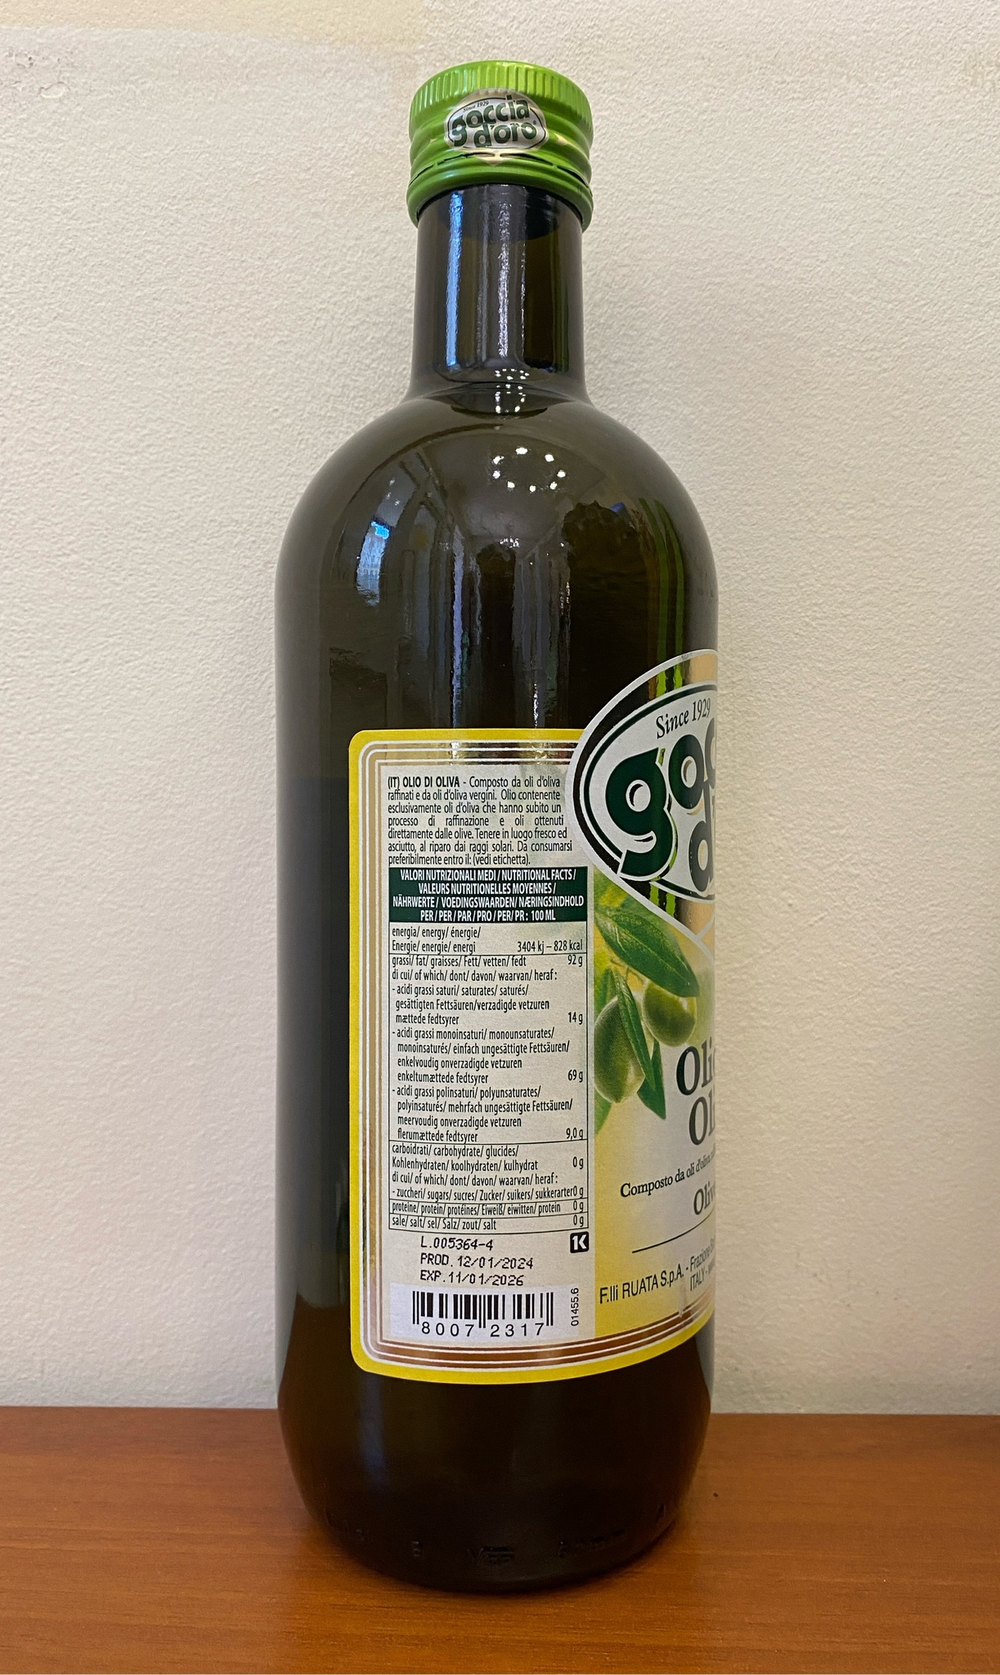 Since 1929
goccia
d'oro
Since 1929
(IT) OLIO DI OLIVA - Composto da oli d'oliva
raffinati e da oli d'oliva vergini. Olio contenente
esclusivamente oli d'oliva che hanno subito un
processo di raffinazione e oli ottenuti
direttamente dalle olive. Tenere in luogo fresco ed
asciutto, al riparo dai raggi solari. Da consumarsi
preferibilmente entro il: (vedi etichetta).
VALORI NUTRIZIONALI MEDI / NUTRITIONAL FACTS /
VALEURS NUTRITIONELLES MOYENNES /
NÄHRWERTE / VOEDINGSWAARDEN/ NÆRINGSINDHOLD
PER / PER / PAR / PRO / PER/ PR : 100 ML
energia/ energy/ énergie/
Energie/ energie/ energi 3404 kj – 828 kcal
grassi/ fat/ graisses/ Fett/ vetten/ fedt 92 g
di cui/ of which/ dont/ davon/ waarvan/ heraf :
- acidi grassi saturi/ saturates/ saturés/
gesättigten Fettsäuren/verzadigde vetzuren
mættede fedtsyrer 14 g
- acidi grassi monoinsaturi/ monounsaturates/
monoinsaturés/ einfach ungesättigte Fettsäuren/
enkelvoudig onverzadigde vetzuren
enkeltumættede fedtsyrer 69 g
- acidi grassi polinsaturi/ polyunsaturates/
polyinsaturés/ mehrfach ungesättigte Fettsäuren/
meervoudig onverzadigde vetzuren
flerumættede fedtsyrer 9,0 g
carboidrati/ carbohydrate/ glucides/
Kohlenhydraten/ koolhydraten/ kulhydrat 0 g
di cui/ of which/ dont/ davon/ waarvan/ heraf :
- zuccheri/ sugars/ sucres/ Zucker/ suikers/ sukkerarter 0 g
proteine/ protein/ protéines/ Eiweiß/ eiwitten/ protein 0 g
sale/ salt/ sel/ Salz/ zout/ salt 0 g
L.005364-4
PROD. 12/01/2024
EXP. 11/01/2026
K
01455.6
8007 2317
goc
d
Oli
Ol
Composto da oli d'oliva
Oliv
F.lli RUATA S.p.A. - Frazione
ITALY -